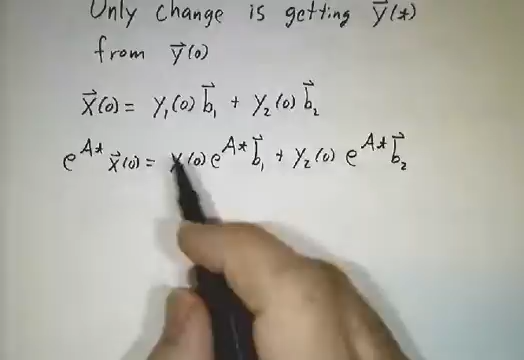 Only change is getting y⃗(t)
from y⃗(0)
x⃗(0) = y₁(0) b⃗₁ + y₂(0) b⃗₂
e^{At} x⃗(0) = y₁(0) e^{At} b⃗₁ + y₂(0) e^{At} b⃗₂